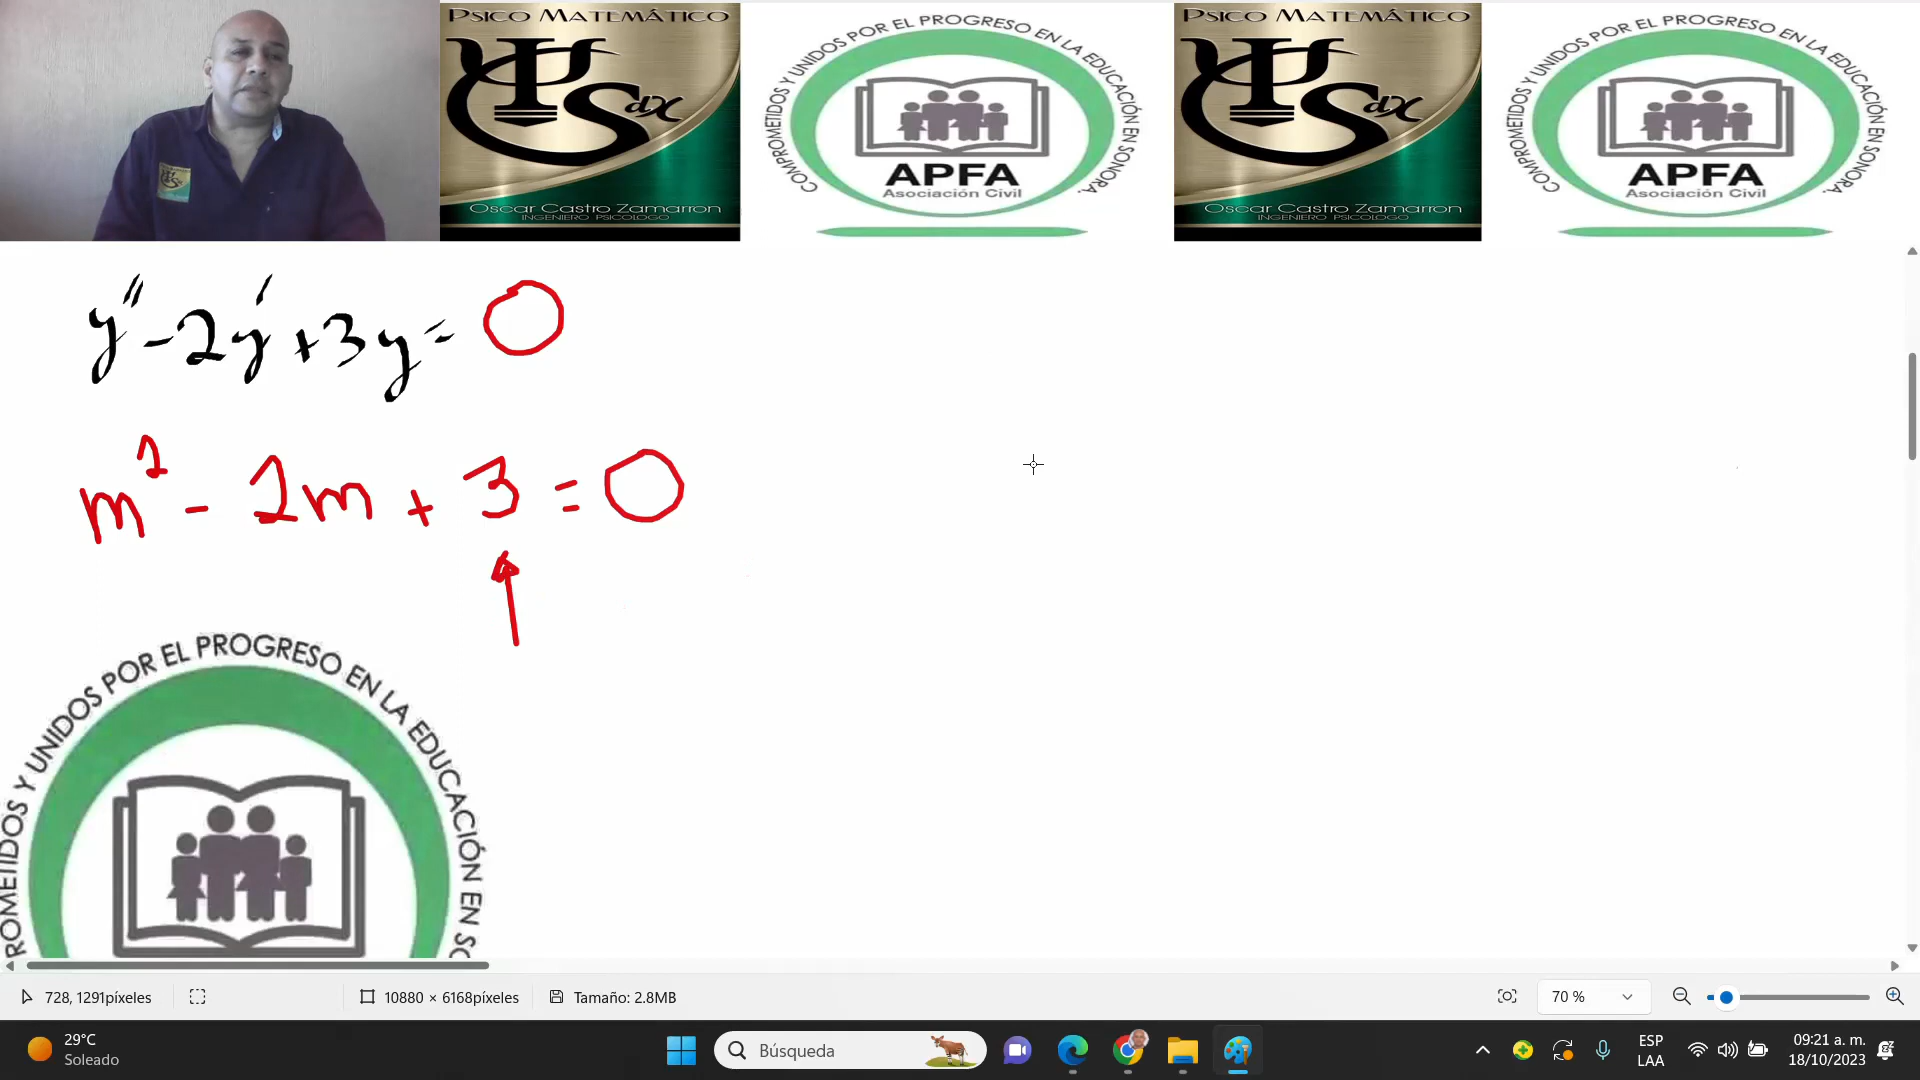 PSICO MATEMÁTICO
dx
Oscar Castro Zamarron
INGENIERO PSICOLOGO
COMPROMETIDOS Y UNIDOS POR EL PROGRESO EN LA EDUCACIÓN EN SONORA.
APFA
Asociación Civil
PSICO MATEMÁTICO
dx
Oscar Castro Zamarron
INGENIERO PSICOLOGO
COMPROMETIDOS Y UNIDOS POR EL PROGRESO EN LA EDUCACIÓN EN SONORA.
APFA
Asociación Civil
y'' - 2y' + 3y = 0
m² - 2m + 3 = 0
ROMETIDOS Y UNIDOS POR EL PROGRESO EN LA EDUCACIÓN EN SO
728, 1291píxeles
10880 × 6168píxeles
Tamaño: 2.8MB
70 %
29°C
Soleado
Búsqueda
ESP
LAA
09:21 a. m.
18/10/2023